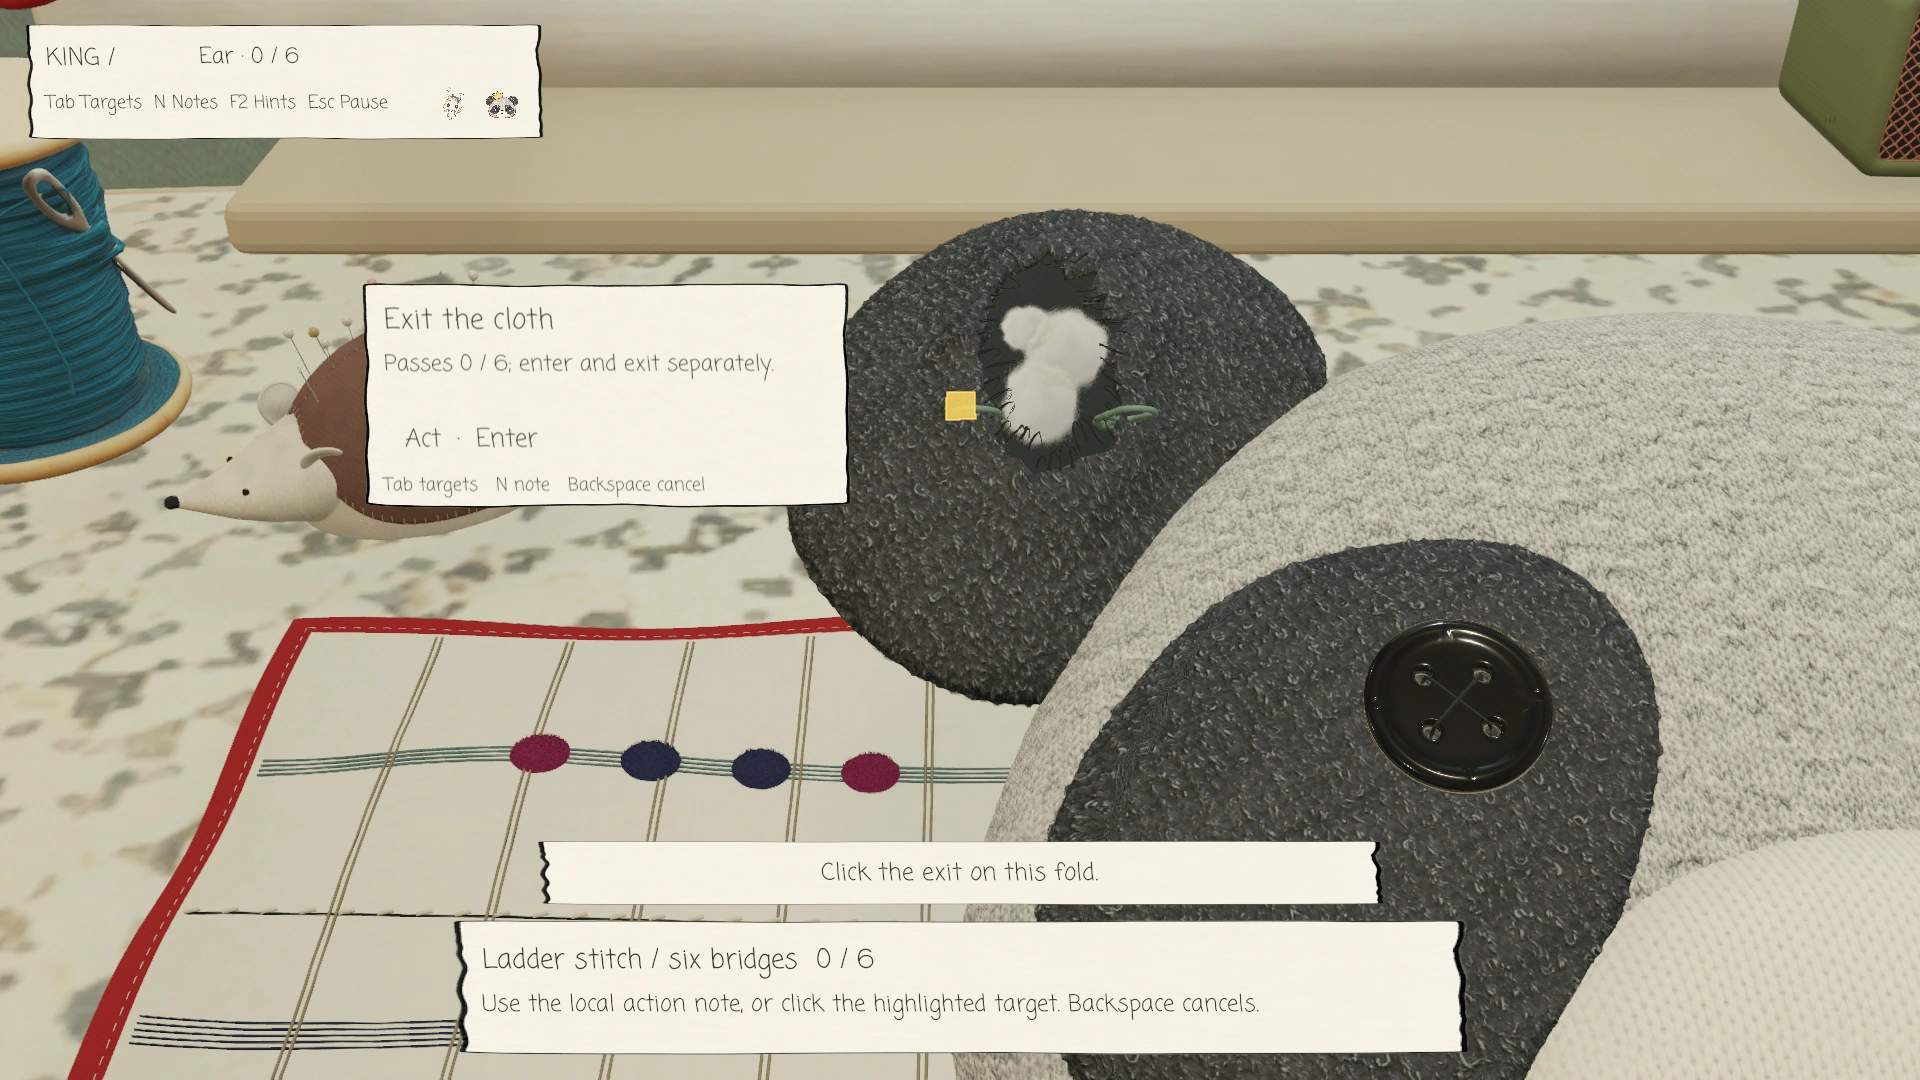 KING / Ear · 0 / 6
Tab Targets N Notes F2 Hints Esc Pause
Exit the cloth
Passes 0 / 6; enter and exit separately.
Act · Enter
Tab targets N note Backspace cancel
Click the exit on this fold.
Ladder stitch / six bridges 0 / 6
Use the local action note, or click the highlighted target. Backspace cancels.